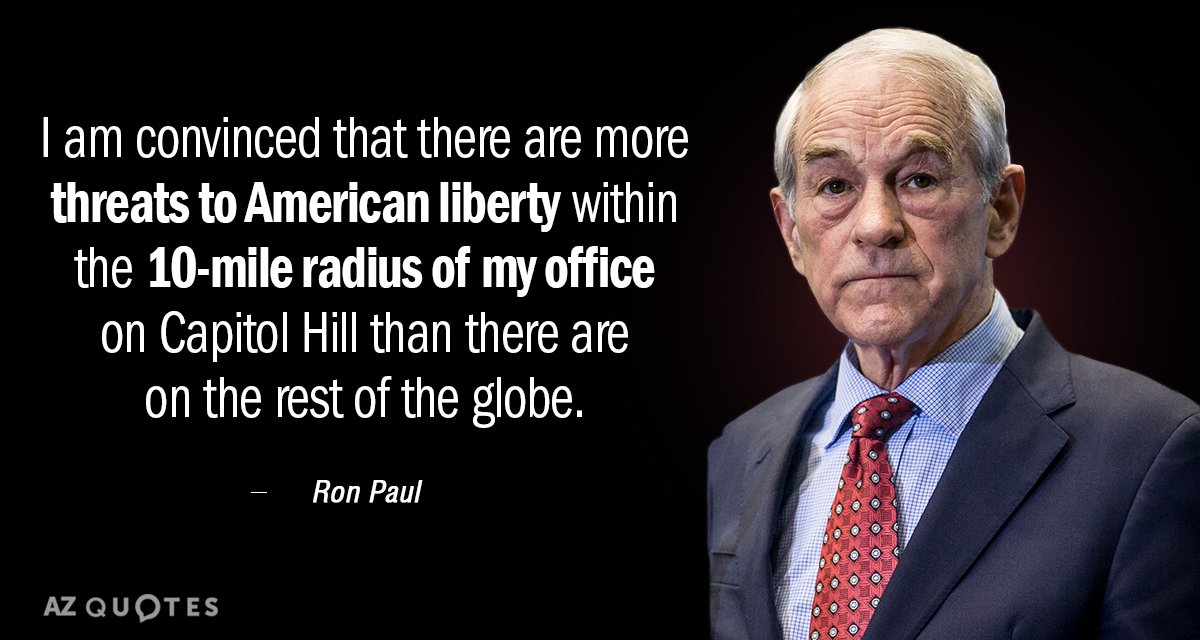 I am convinced that there are more
threats to American liberty within
the 10-mile radius of my office
on Capitol Hill than there are
on the rest of the globe.
— Ron Paul
AZ QUOTES